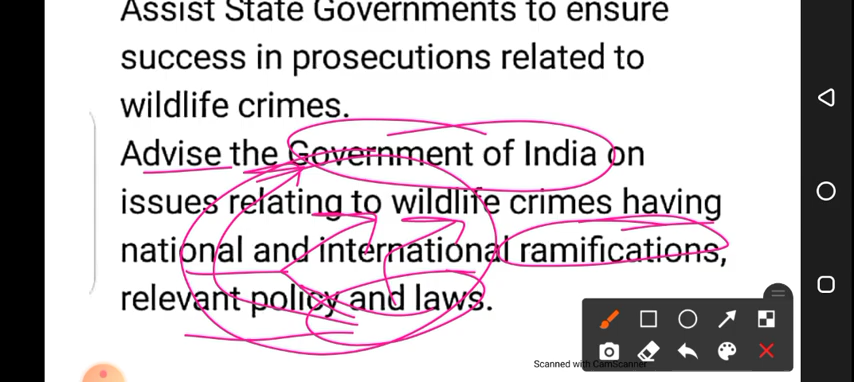 Assist State Governments to ensure
success in prosecutions related to
wildlife crimes.
Advise the Government of India on
issues relating to wildlife crimes having
national and international ramifications,
relevant policy and laws.
Scanned with CamScanner